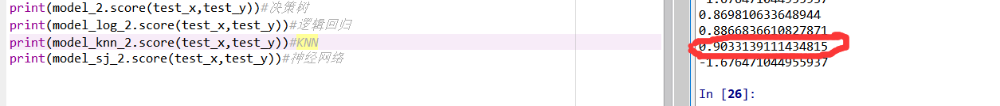 print(model_2.score(test_x,test_y))#决策树
print(model_log_2.score(test_x,test_y))#逻辑回归
print(model_knn_2.score(test_x,test_y))#KNN
print(model_sj_2.score(test_x,test_y))#神经网络
-1.676471044955937
0.869810633648944
0.8866836610827871
0.9033139111434815
-1.676471044955937
In [26]: